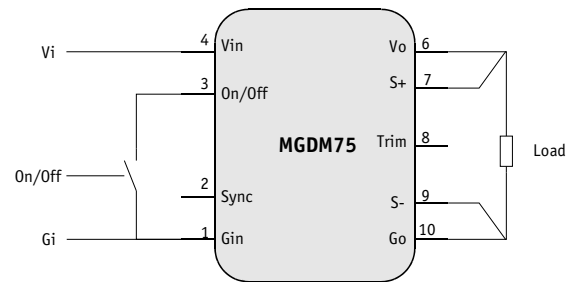 4 Vin Vo 6
Vi
3 S+ 7
On/Off
MGDM75 Trim 8 Load
On/Off
2 Sync S- 9
Gi 1 Gin Go 10